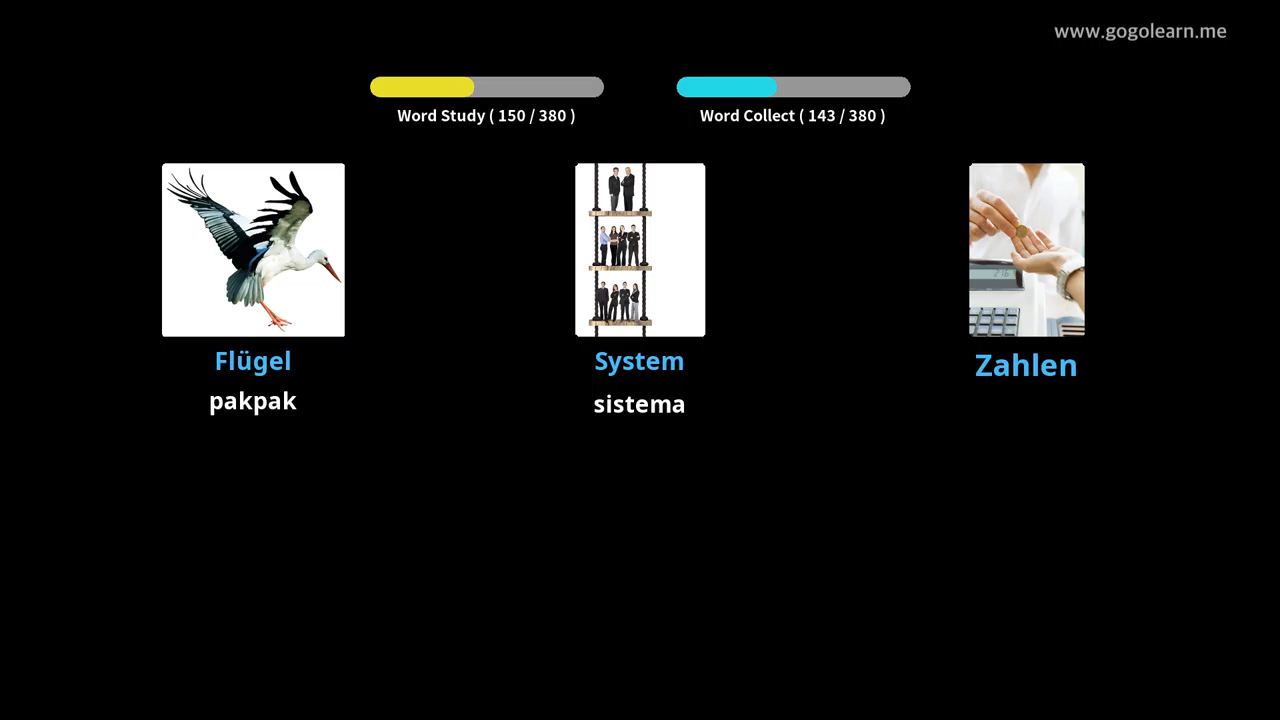 www.gogolearn.me
Word Study ( 150 / 380 )
Word Collect ( 143 / 380 )
Flügel
pakpak
System
sistema
Zahlen